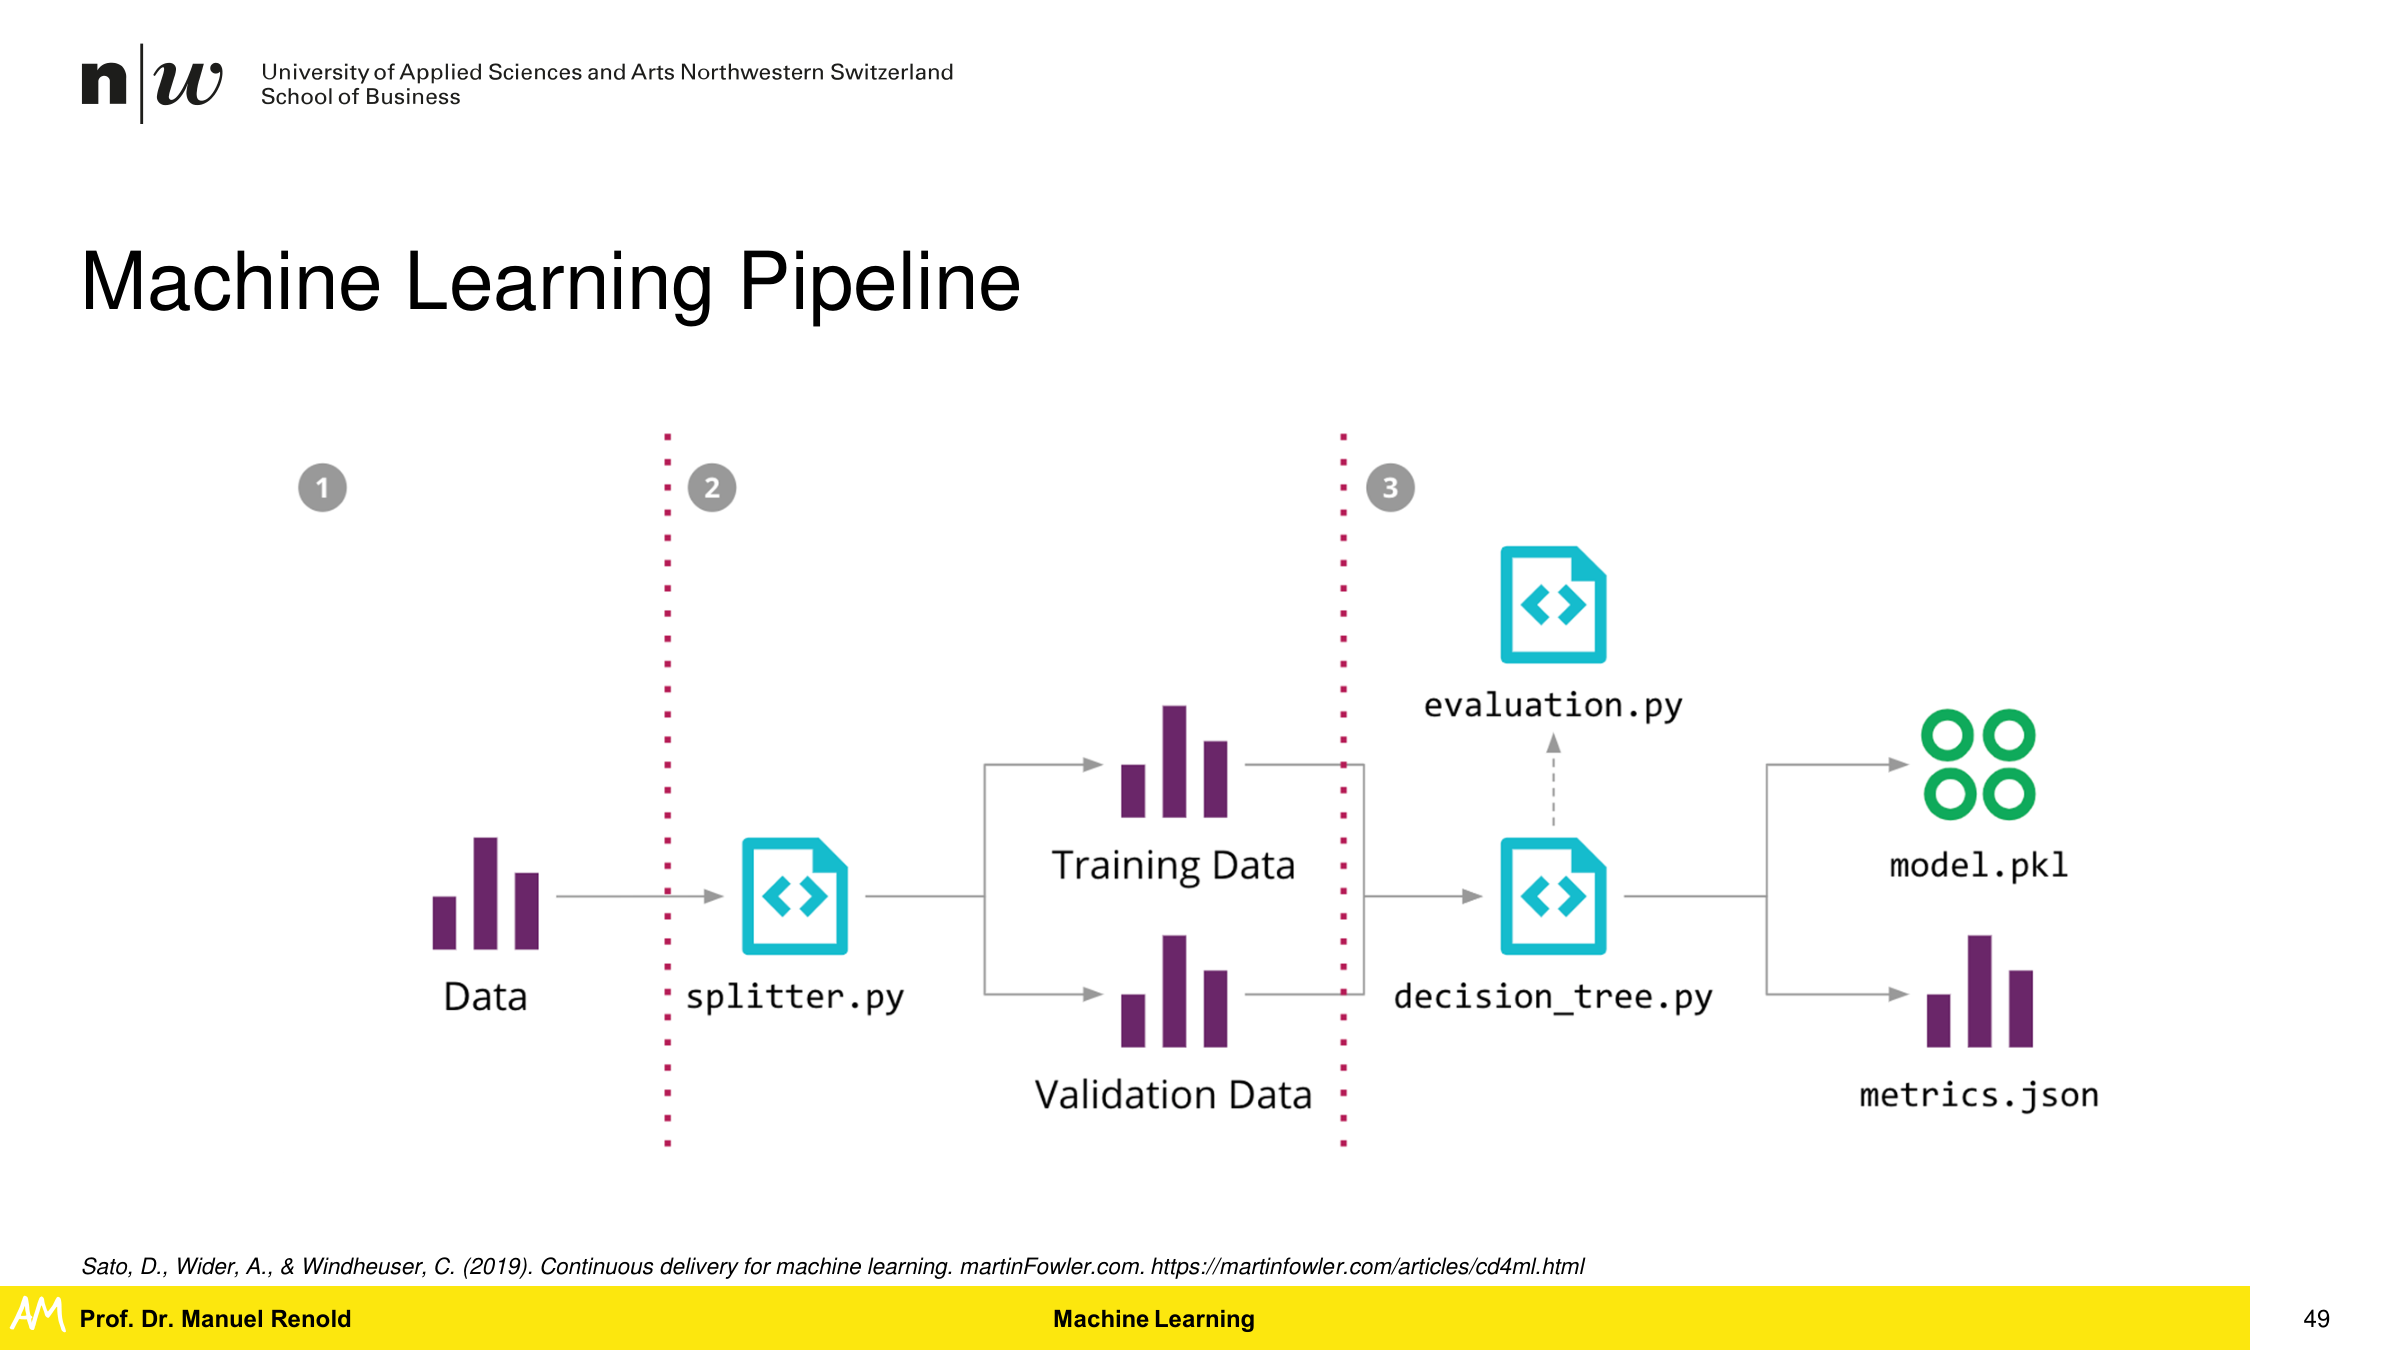 n|w
University of Applied Sciences and Arts Northwestern Switzerland
School of Business
Machine Learning Pipeline
1
2
3
evaluation.py
Training Data
model.pkl
Data
splitter.py
decision_tree.py
Validation Data
metrics.json
Sato, D., Wider, A., & Windheuser, C. (2019). Continuous delivery for machine learning. martinFowler.com. https://martinfowler.com/articles/cd4ml.html
AM Prof. Dr. Manuel Renold
Machine Learning
49